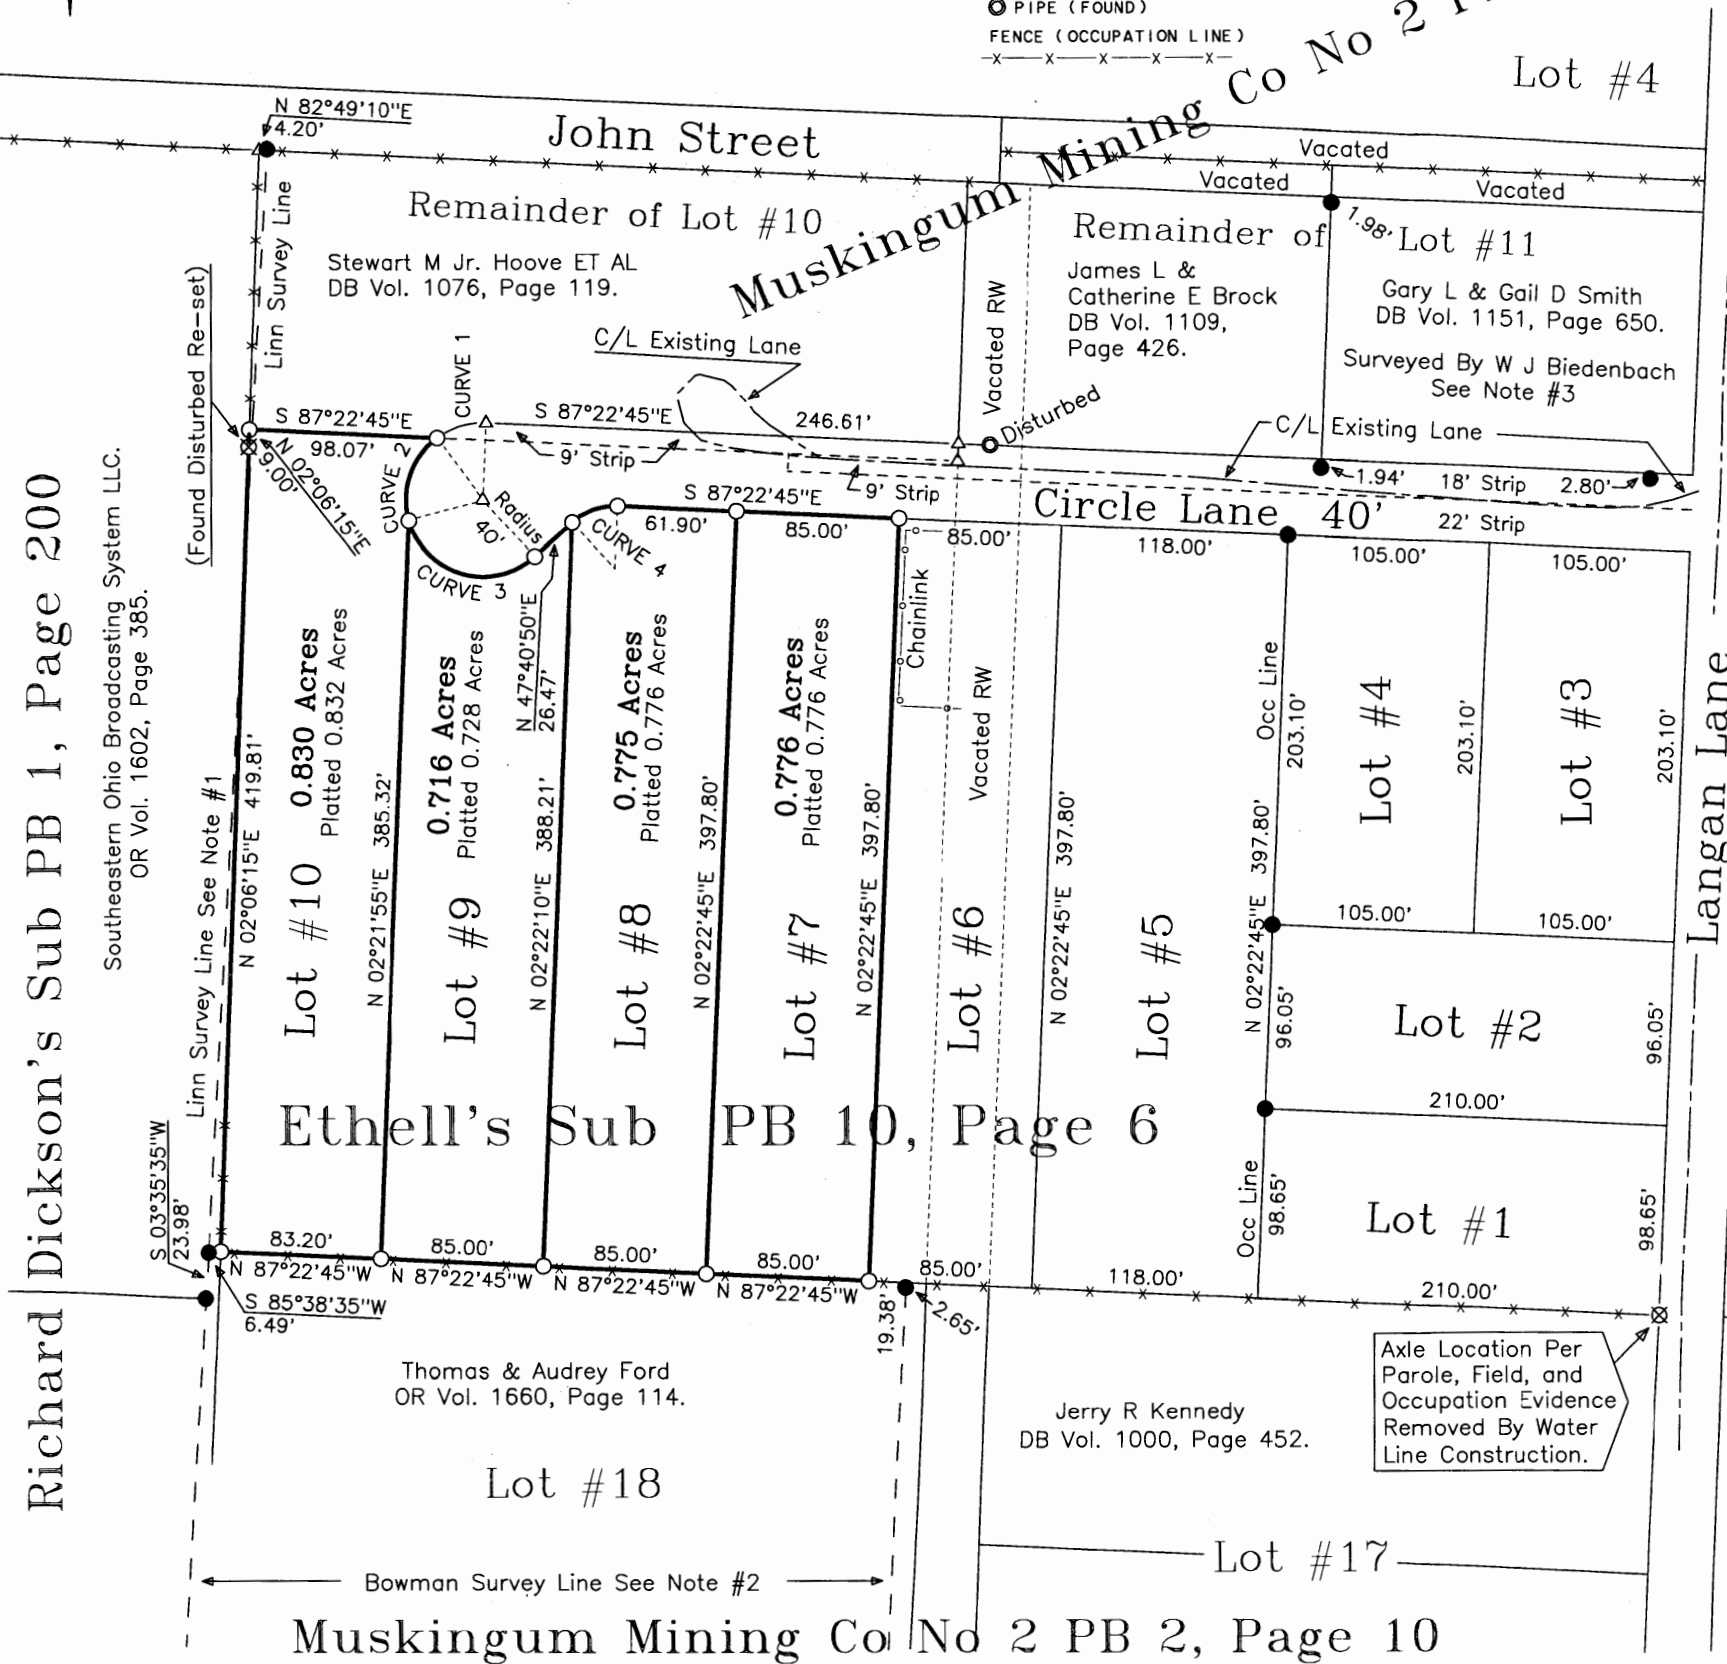 PIPE (FOUND)
FENCE (OCCUPATION LINE)
Muskingum Mining Co No 2
Lot #4
N 82°49'10"E
4.20'
John Street
Vacated
Vacated
Vacated
Linn Survey Line
Remainder of Lot #10
Stewart M Jr. Hoove ET AL
DB Vol. 1076, Page 119.
Vacated RW
Remainder of
Lot #11
1.98'
James L &
Catherine E Brock
DB Vol. 1109,
Page 426.
Gary L & Gail D Smith
DB Vol. 1151, Page 650.
Surveyed By W J Biedenbach
See Note #3
(Found Disturbed Re-set)
C/L Existing Lane
CURVE 1
S 87°22'45"E
98.07'
S 87°22'45"E
246.61'
Disturbed
C/L Existing Lane
N 02°06'15"E
9.00'
CURVE 2
9' Strip
9' Strip
1.94'
18' Strip
2.80'
Radius
40'
CURVE 3
CURVE 4
S 87°22'45"E
61.90'
85.00'
85.00'
Circle Lane 40'
22' Strip
118.00'
105.00'
105.00'
N 47°40'50"E
26.47'
Chainlink
Richard Dickson's Sub PB 1, Page 200
Southeastern Ohio Broadcasting System LLC.
OR Vol. 1602, Page 385.
Linn Survey Line See Note #1
N 02°06'15"E 419.81'
Lot #10
0.830 Acres
Platted 0.832 Acres
N 02°21'55"E 385.32'
Lot #9
0.716 Acres
Platted 0.728 Acres
N 02°22'10"E 388.21'
Lot #8
0.775 Acres
Platted 0.776 Acres
N 02°22'45"E 397.80'
Lot #7
0.776 Acres
Platted 0.776 Acres
N 02°22'45"E 397.80'
Lot #6
Vacated RW
N 02°22'45"E 397.80'
Lot #5
Occ Line
203.10'
N 02°22'45"E 397.80'
Lot #4
203.10'
Lot #3
203.10'
Langan Lane
105.00'
105.00'
96.05'
Lot #2
96.05'
210.00'
Ethell's Sub PB 10, Page 6
Occ Line
98.65'
Lot #1
98.65'
S 03°35'35"W
23.98'
83.20'
N 87°22'45"W
85.00'
N 87°22'45"W
85.00'
N 87°22'45"W
85.00'
N 87°22'45"W
85.00'
118.00'
210.00'
S 85°38'35"W
6.49'
19.38'
2.65'
Thomas & Audrey Ford
OR Vol. 1660, Page 114.
Jerry R Kennedy
DB Vol. 1000, Page 452.
Axle Location Per
Parole, Field, and
Occupation Evidence
Removed By Water
Line Construction.
Lot #18
Lot #17
Bowman Survey Line See Note #2
Muskingum Mining Co No 2 PB 2, Page 10